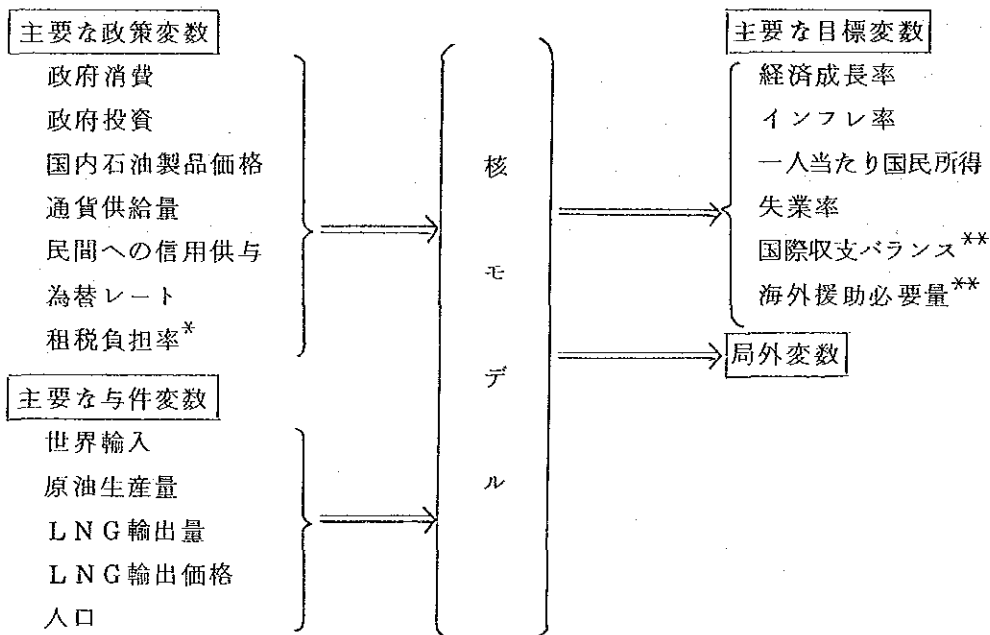 主要な政策変数
政府消費
政府投資
国内石油製品価格
通貨供給量
民間への信用供与
為替レート
租税負担率*
主要な与件変数
世界輸入
原油生産量
LNG輸出量
LNG輸出価格
人口
核モデル
主要な目標変数
経済成長率
インフレ率
一人当たり国民所得
失業率
国際収支バランス**
海外援助必要量**
局外変数